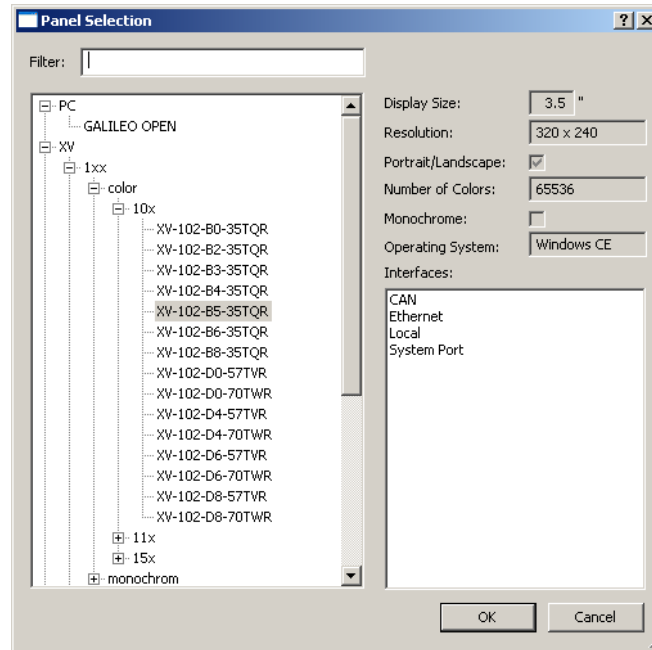 Panel Selection
Filter:
PC
GALILEO OPEN
XV
1xx
color
10x
XV-102-B0-35TQR
XV-102-B2-35TQR
XV-102-B3-35TQR
XV-102-B4-35TQR
XV-102-B5-35TQR
XV-102-B6-35TQR
XV-102-B8-35TQR
XV-102-D0-57TVR
XV-102-D0-70TWR
XV-102-D4-57TVR
XV-102-D4-70TWR
XV-102-D6-57TVR
XV-102-D6-70TWR
XV-102-D8-57TVR
XV-102-D8-70TWR
11x
15x
monochrom
Display Size: 3.5 "
Resolution: 320 x 240
Portrait/Landscape:
Number of Colors: 65536
Monochrome:
Operating System: Windows CE
Interfaces:
CAN
Ethernet
Local
System Port
OK Cancel